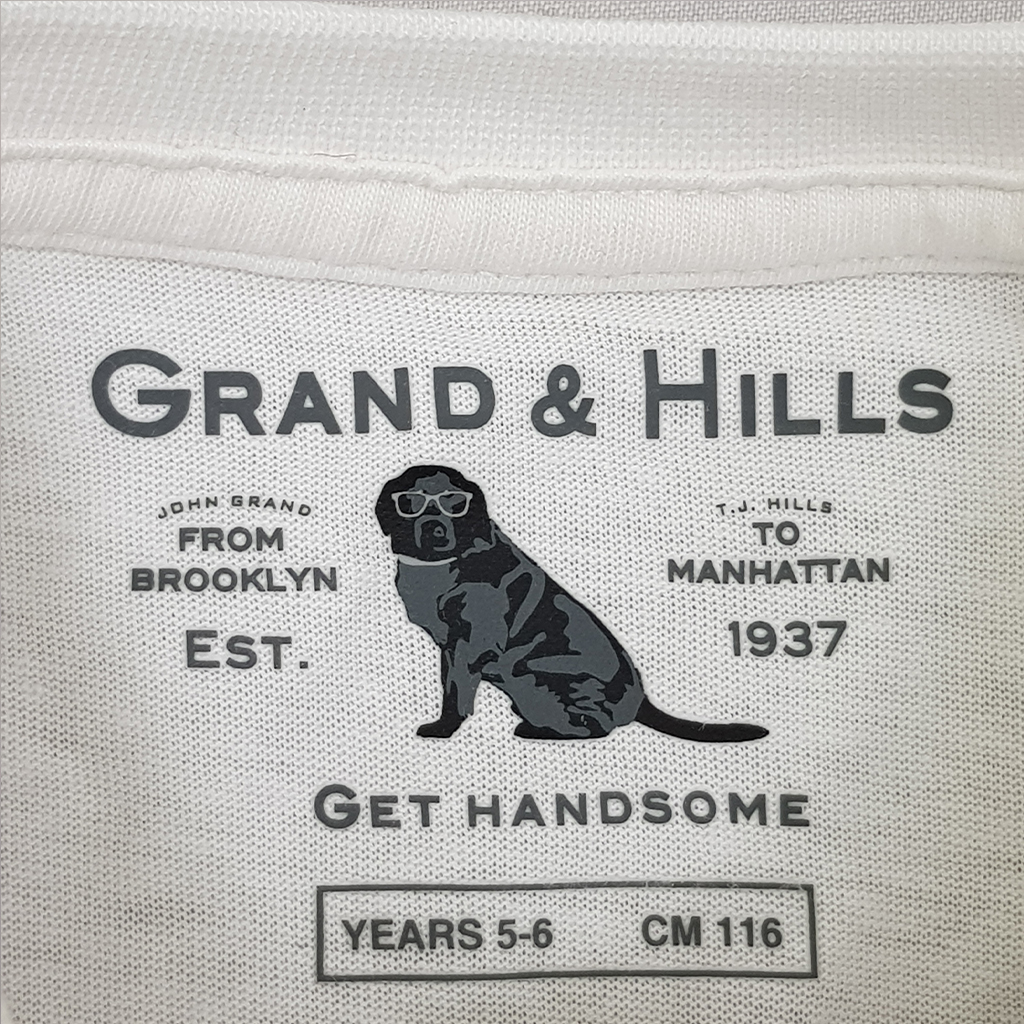 GRAND & HILLS
JOHN GRAND
FROM
BROOKLYN
EST.
T.J. HILLS
TO
MANHATTAN
1937
GET HANDSOME
YEARS 5-6 CM 116